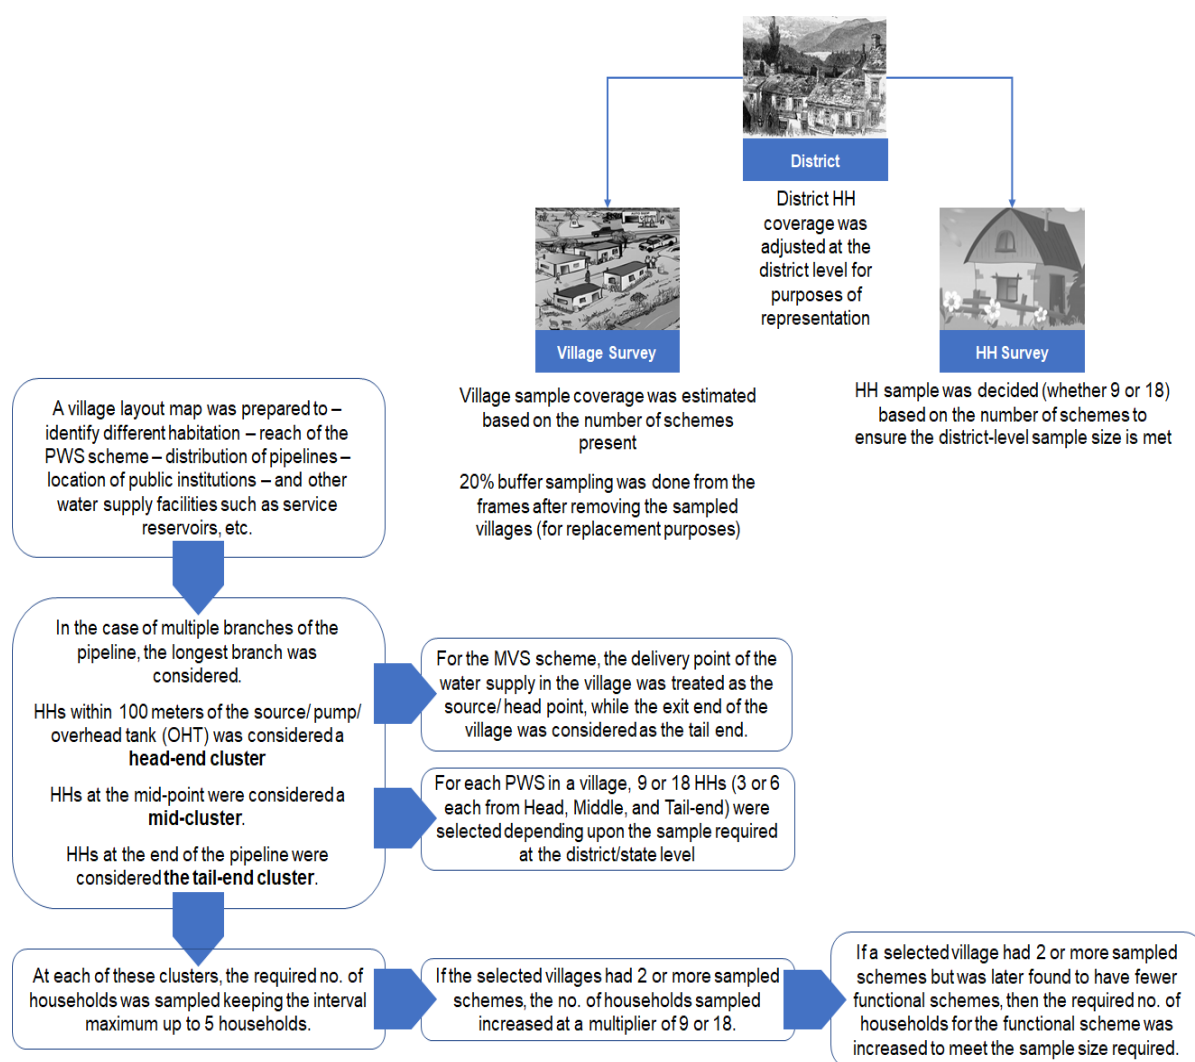 District
District HH
coverage was
adjusted at the
district level for
purposes of
representation
Village Survey
Village sample coverage was estimated
based on the number of schemes
present
20% buffer sampling was done from the
frames after removing the sampled
villages (for replacement purposes)
HH Survey
HH sample was decided (whether 9 or 18)
based on the number of schemes to
ensure the district-level sample size is met
A village layout map was prepared to –
identify different habitation – reach of the
PWS scheme – distribution of pipelines –
location of public institutions – and other
water supply facilities such as service
reservoirs, etc.
In the case of multiple branches of the
pipeline, the longest branch was
considered.
HHs within 100 meters of the source/ pump/
overhead tank (OHT) was considered a
head-end cluster
HHs at the mid-point were considered a
mid-cluster.
HHs at the end of the pipeline were
considered the tail-end cluster.
For the MVS scheme, the delivery point of the
water supply in the village was treated as the
source/ head point, while the exit end of the
village was considered as the tail end.
For each PWS in a village, 9 or 18 HHs (3 or 6
each from Head, Middle, and Tail-end) were
selected depending upon the sample required
at the district/state level
At each of these clusters, the required no. of
households was sampled keeping the interval
maximum up to 5 households.
If the selected villages had 2 or more sampled
schemes, the no. of households sampled
increased at a multiplier of 9 or 18.
If a selected village had 2 or more sampled
schemes but was later found to have fewer
functional schemes, then the required no. of
households for the functional scheme was
increased to meet the sample size required.